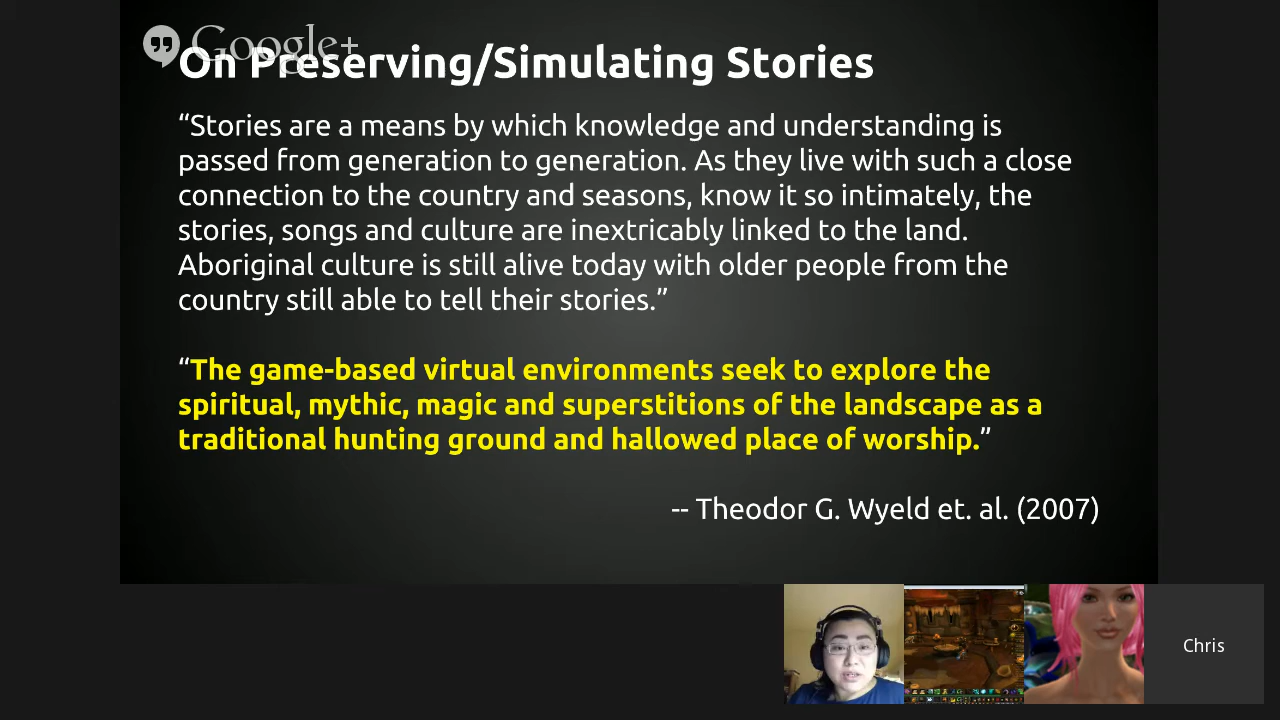 Google+
On Preserving/Simulating Stories
“Stories are a means by which knowledge and understanding is
passed from generation to generation. As they live with such a close
connection to the country and seasons, know it so intimately, the
stories, songs and culture are inextricably linked to the land.
Aboriginal culture is still alive today with older people from the
country still able to tell their stories.”
“The game-based virtual environments seek to explore the
spiritual, mythic, magic and superstitions of the landscape as a
traditional hunting ground and hallowed place of worship.”
-- Theodor G. Wyeld et. al. (2007)
Chris